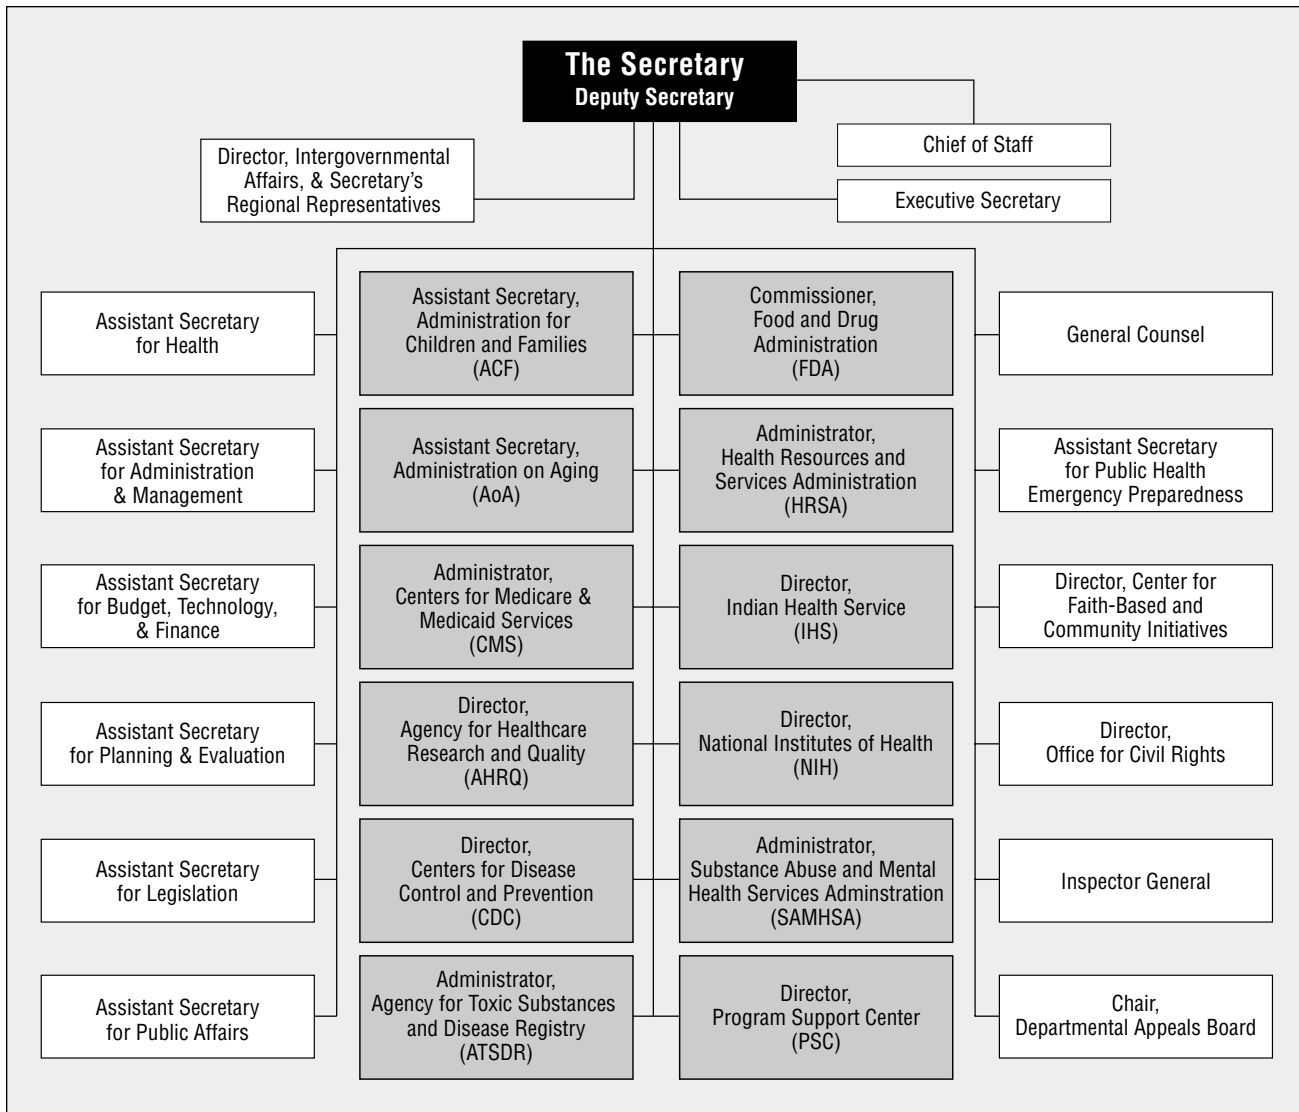 The Secretary
Deputy Secretary
Director, Intergovernmental
Affairs, & Secretary’s
Regional Representatives
Chief of Staff
Executive Secretary
Assistant Secretary
for Health
Assistant Secretary,
Administration for
Children and Families
(ACF)
Commissioner,
Food and Drug
Administration
(FDA)
General Counsel
Assistant Secretary
for Administration
& Management
Assistant Secretary,
Administration on Aging
(AoA)
Administrator,
Health Resources and
Services Administration
(HRSA)
Assistant Secretary
for Public Health
Emergency Preparedness
Assistant Secretary
for Budget, Technology,
& Finance
Administrator,
Centers for Medicare &
Medicaid Services
(CMS)
Director,
Indian Health Service
(IHS)
Director, Center for
Faith-Based and
Community Initiatives
Assistant Secretary
for Planning & Evaluation
Director,
Agency for Healthcare
Research and Quality
(AHRQ)
Director,
National Institutes of Health
(NIH)
Director,
Office for Civil Rights
Assistant Secretary
for Legislation
Director,
Centers for Disease
Control and Prevention
(CDC)
Administrator,
Substance Abuse and Mental
Health Services Adminstration
(SAMHSA)
Inspector General
Assistant Secretary
for Public Affairs
Administrator,
Agency for Toxic Substances
and Disease Registry
(ATSDR)
Director,
Program Support Center
(PSC)
Chair,
Departmental Appeals Board